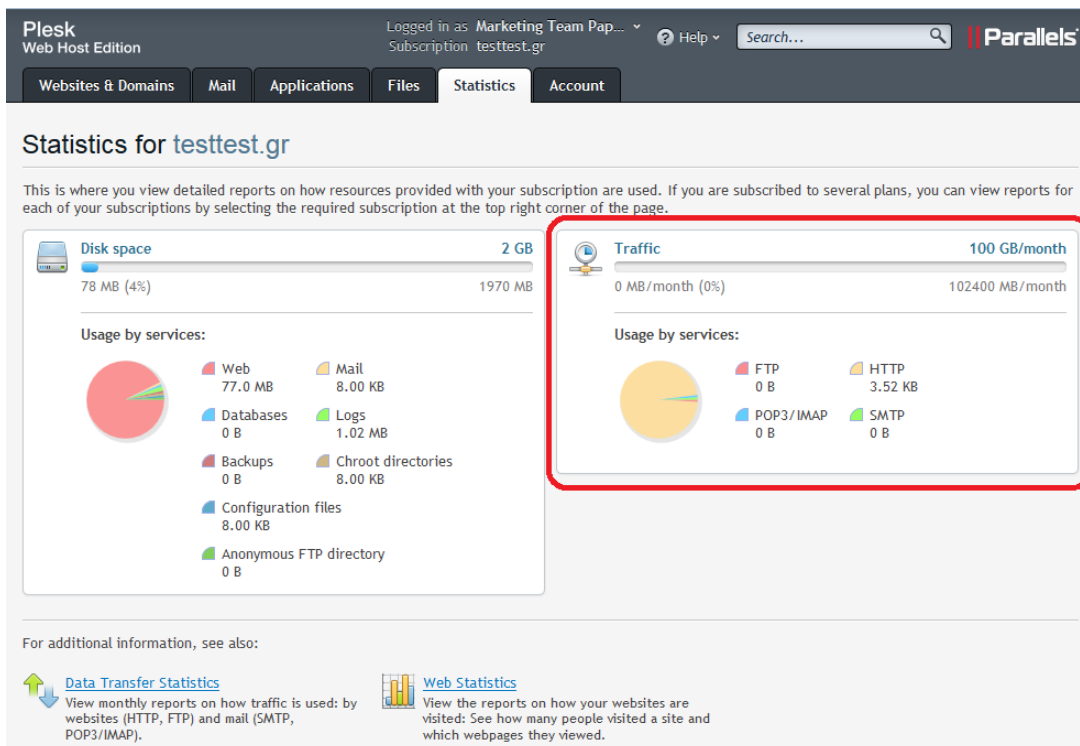 Plesk
Web Host Edition
Logged in as Marketing Team Pap...
Subscription testtest.gr
Help
Search...
Parallels
Websites & Domains Mail Applications Files Statistics Account
Statistics for testtest.gr
This is where you view detailed reports on how resources provided with your subscription are used. If you are subscribed to several plans, you can view reports for
each of your subscriptions by selecting the required subscription at the top right corner of the page.
Disk space 2 GB
78 MB (4%) 1970 MB
Usage by services:
Web Mail
77.0 MB 8.00 KB
Databases Logs
0 B 1.02 MB
Backups Chroot directories
0 B 8.00 KB
Configuration files
8.00 KB
Anonymous FTP directory
0 B
Traffic 100 GB/month
0 MB/month (0%) 102400 MB/month
Usage by services:
FTP HTTP
0 B 3.52 KB
POP3/IMAP SMTP
0 B 0 B
For additional information, see also:
Data Transfer Statistics
View monthly reports on how traffic is used: by
websites (HTTP, FTP) and mail (SMTP,
POP3/IMAP).
Web Statistics
View the reports on how your websites are
visited: See how many people visited a site and
which webpages they viewed.